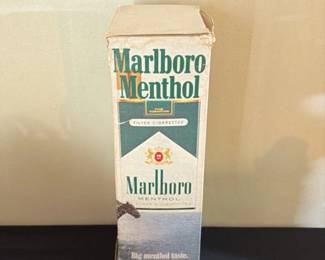 Marlboro
Menthol
FILTER CIGARETTES
Marlboro
MENTHOL
Big menthol taste.